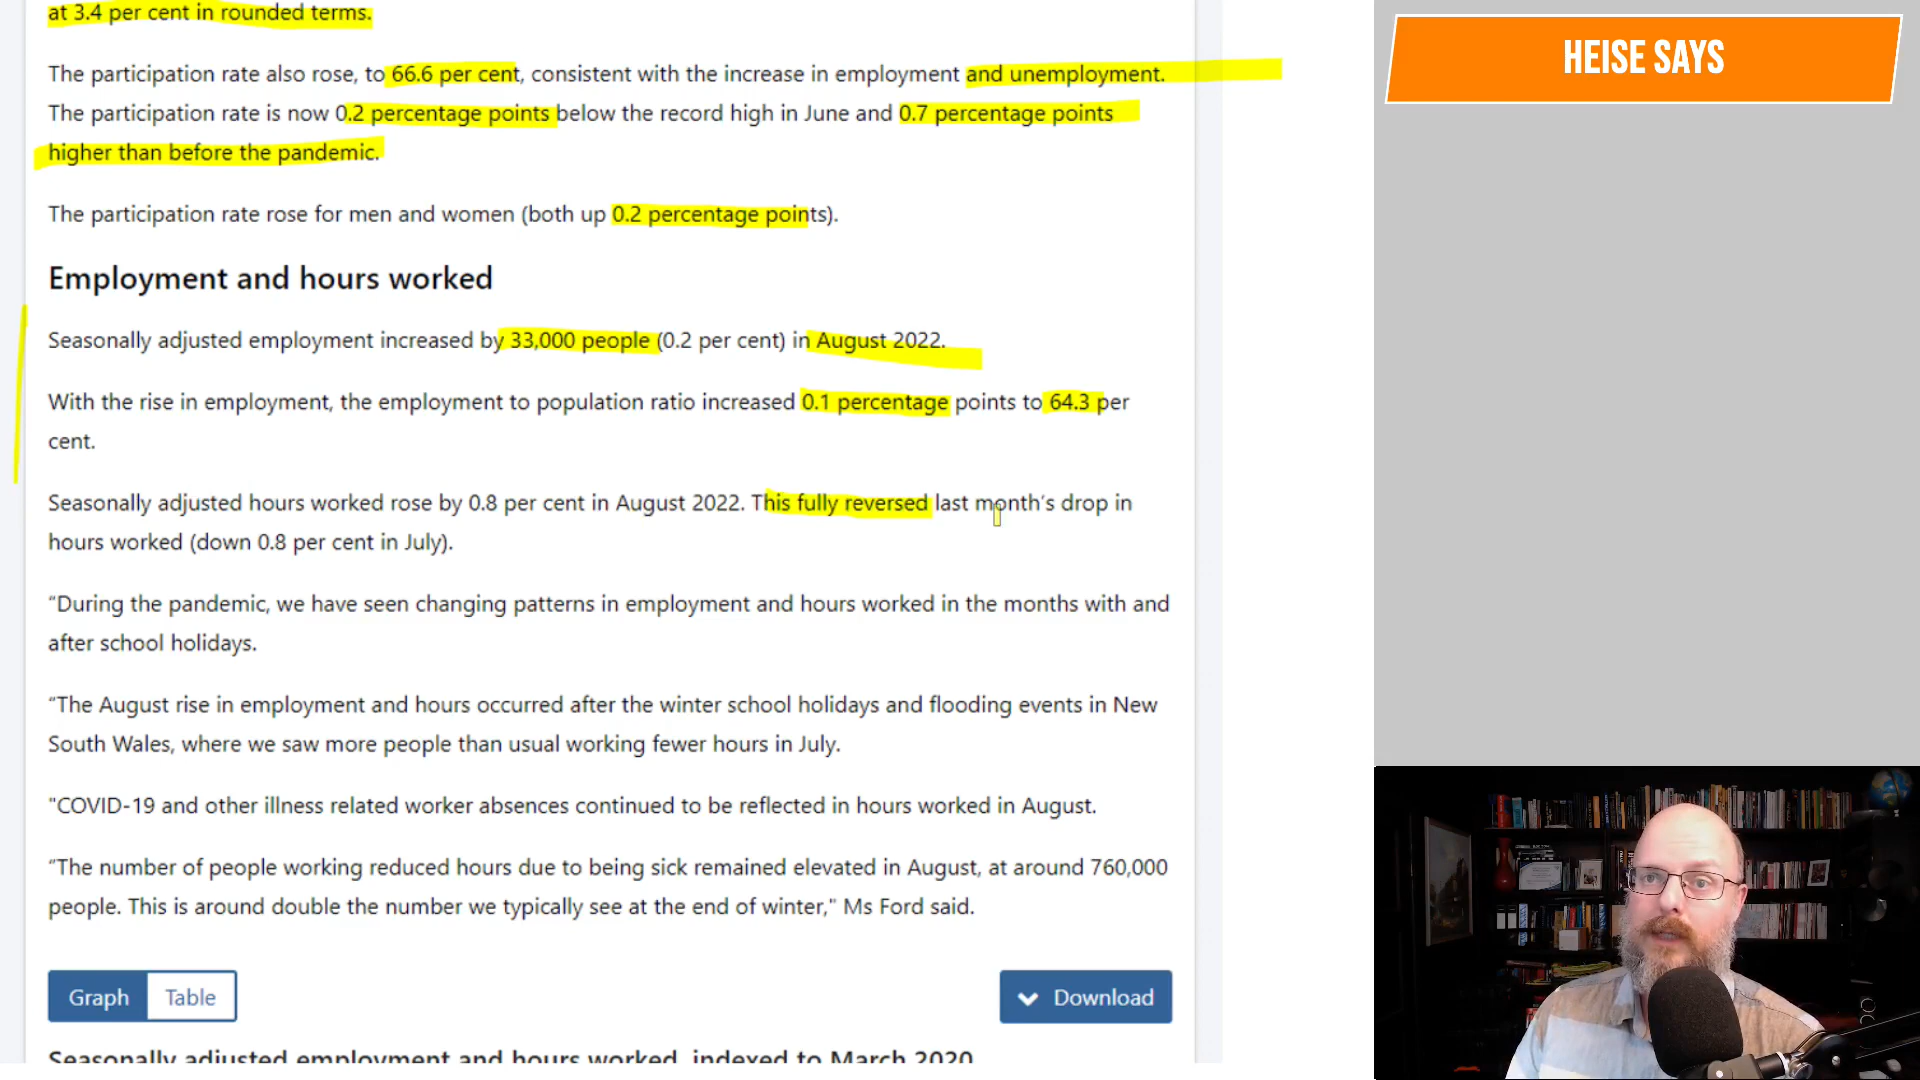 at 3.4 per cent in rounded terms.
HEISE SAYS
The participation rate also rose, to 66.6 per cent, consistent with the increase in employment and unemployment.
The participation rate is now 0.2 percentage points below the record high in June and 0.7 percentage points
higher than before the pandemic.
The participation rate rose for men and women (both up 0.2 percentage points).
Employment and hours worked
Seasonally adjusted employment increased by 33,000 people (0.2 per cent) in August 2022.
With the rise in employment, the employment to population ratio increased 0.1 percentage points to 64.3 per
cent.
Seasonally adjusted hours worked rose by 0.8 per cent in August 2022. This fully reversed last month's drop in
hours worked (down 0.8 per cent in July).
“During the pandemic, we have seen changing patterns in employment and hours worked in the months with and
after school holidays.
“The August rise in employment and hours occurred after the winter school holidays and flooding events in New
South Wales, where we saw more people than usual working fewer hours in July.
"COVID-19 and other illness related worker absences continued to be reflected in hours worked in August.
“The number of people working reduced hours due to being sick remained elevated in August, at around 760,000
people. This is around double the number we typically see at the end of winter," Ms Ford said.
Graph
Table
Download
Seasonally adjusted employment and hours worked, indexed to March 2020